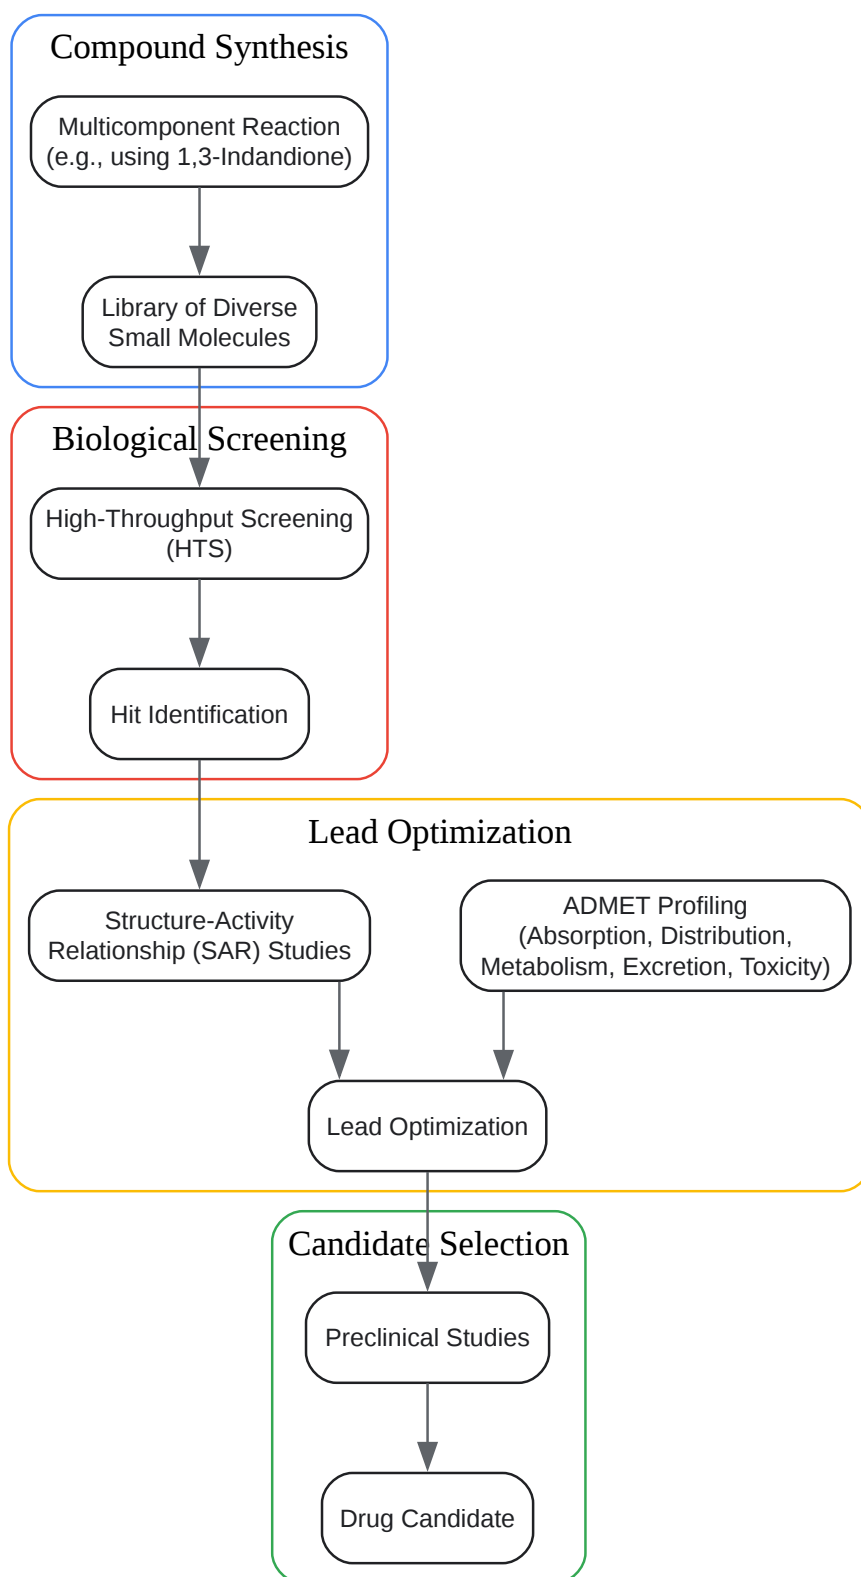 Compound Synthesis
Multicomponent Reaction
(e.g., using 1,3-Indandione)
Library of Diverse
Small Molecules
Biological Screening
High-Throughput Screening
(HTS)
Hit Identification
Lead Optimization
Structure-Activity
Relationship (SAR) Studies
ADMET Profiling
(Absorption, Distribution,
Metabolism, Excretion, Toxicity)
Lead Optimization
Candidate Selection
Preclinical Studies
Drug Candidate